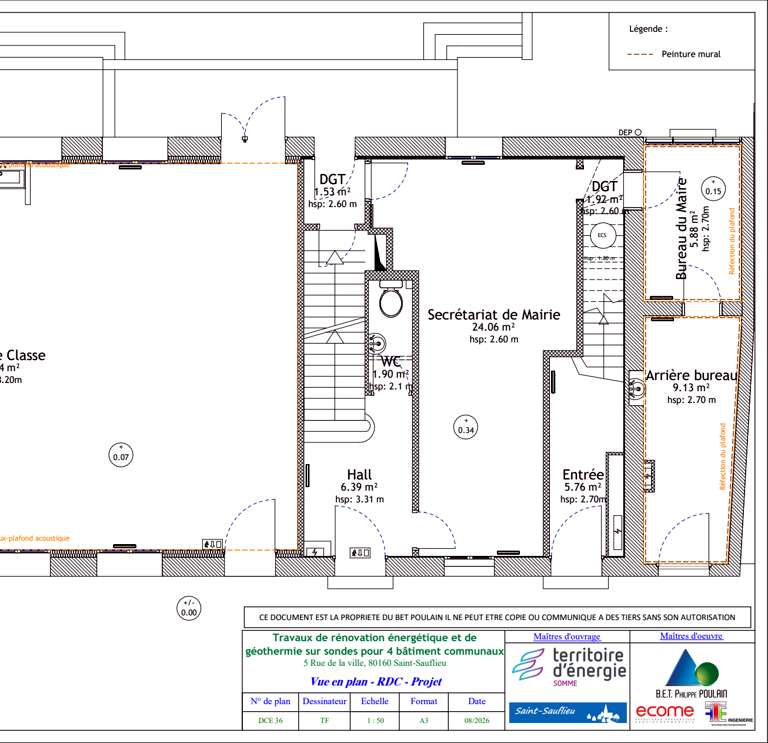 Légende :
Peinture mural
DEP
DGT
1.53 m²
hsp: 2.60 m
DGT
1.92 m²
hsp: 2.60
ECS
+
0.15
Bureau du Maire
5.88 m²
hsp: 2.70m
Réfection du plafond
Secrétariat de Mairie
24.06 m²
hsp: 2.60 m
e Classe
4 m²
3.20m
WC
1.90 m²
hsp: 2.1
Arrière bureau
9.13 m²
hsp: 2.70 m
Réfection du plafond
+
0.34
+
0.07
Hall
6.39 m²
hsp: 3.31 m
Entrée
5.76 m²
hsp: 2.70m
ux-plafond acoustique
+/-
0.00
CE DOCUMENT EST LA PROPRIETE DU BET POULAIN IL NE PEUT ETRE COPIE OU COMMUNIQUE A DES TIERS SANS SON AUTORISATION
Travaux de rénovation énergétique et de
géothermie sur sondes pour 4 bâtiment communaux
5 Rue de la ville, 80160 Saint-Sauflieu
Vue en plan - RDC - Projet
N° de plan Dessinateur Echelle Format Date
DCE 36 TF 1 : 50 A3 08/2026
Maîtres d'ouvrage
territoire
d'énergie
SOMME
Saint-Sauflieu
Maîtres d'oeuvre
B.E.T. PHILIPPE POULAIN
ecome
INGENIERIE